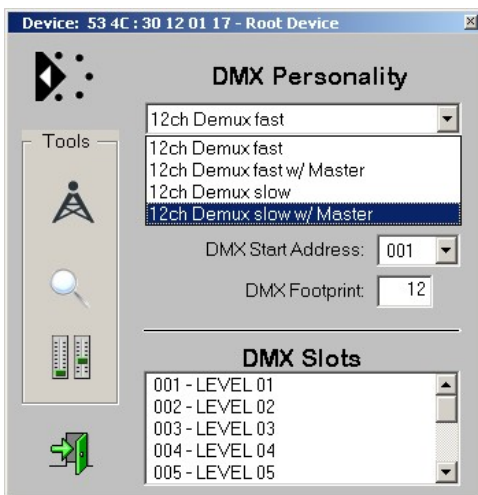 Device: 53 4C : 30 12 01 17 - Root Device
DMX Personality
12ch Demux fast
Tools
12ch Demux fast
12ch Demux fast w/ Master
12ch Demux slow
12ch Demux slow w/ Master
DMX Start Address: 001
DMX Footprint: 12
DMX Slots
001 - LEVEL 01
002 - LEVEL 02
003 - LEVEL 03
004 - LEVEL 04
005 - LEVEL 05